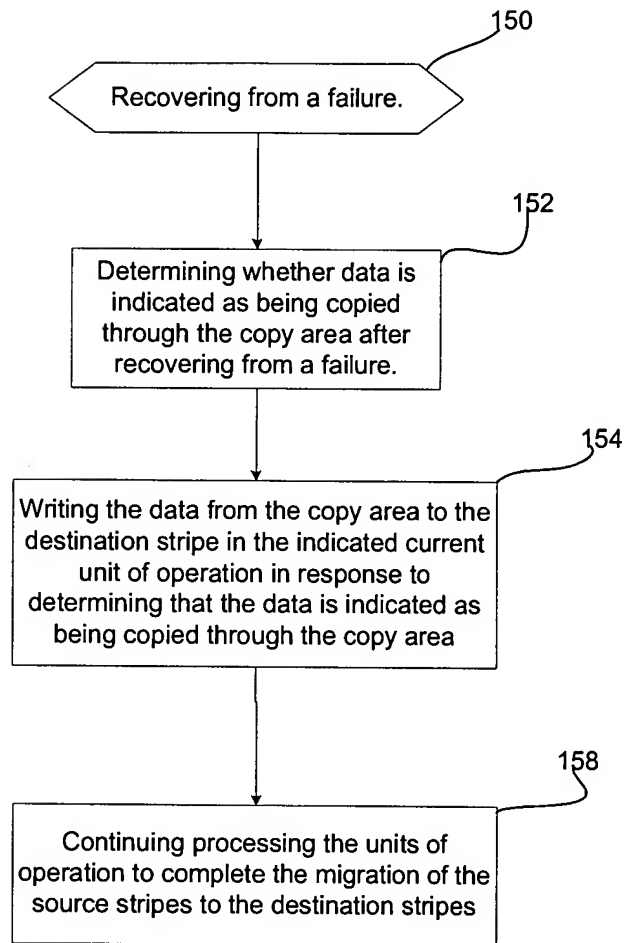 150
Recovering from a failure.
152
Determining whether data is
indicated as being copied
through the copy area after
recovering from a failure.
154
Writing the data from the copy area to the
destination stripe in the indicated current
unit of operation in response to
determining that the data is indicated as
being copied through the copy area
158
Continuing processing the units of
operation to complete the migration of the
source stripes to the destination stripes